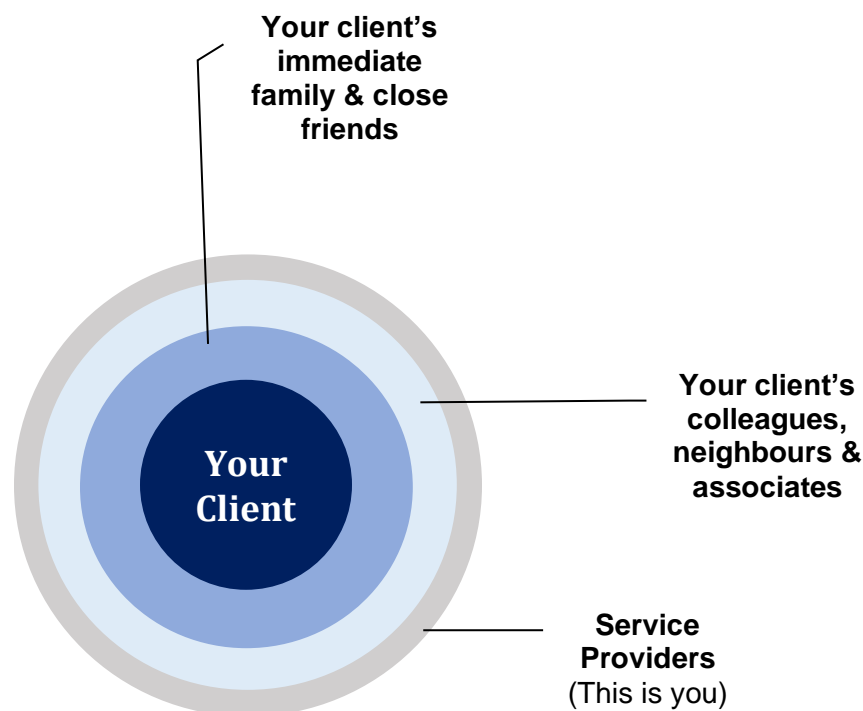 Your client’s
immediate
family & close
friends
Your client’s
colleagues,
neighbours &
associates
Your
Client
Service
Providers
(This is you)